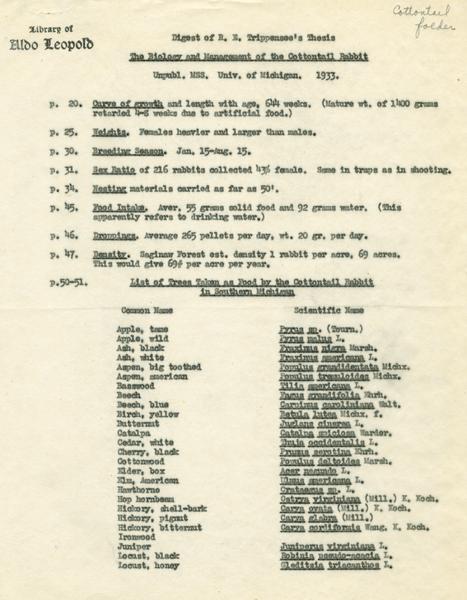 Library of
Aldo Leopold
Cottontail
folder
Digest of R. E. Trippensee's Thesis
The Biology and Management of the Cottontail Rabbit
Unpubl. MSS. Univ. of Michigan. 1933.
p. 20. Curve of growth and length with age, 64 weeks. (Mature wt. of 1400 grams
retarded 4-8 weeks due to artificial food.)
p. 25. Weights. Females heavier and larger than males.
p. 30. Breeding Season. Jan. 15-Aug. 15.
p. 31. Sex Ratio of 216 rabbits collected 43% female. Same in traps as in shooting.
p. 34. Nesting materials carried as far as 50'.
p. 45. Food Intake. Aver. 55 grams solid food and 92 grams water. (This
apparently refers to drinking water.)
p. 46. Droppings. Average 265 pellets per day, wt. 20 gr. per day.
p. 47. Density. Saginaw Forest est. density 1 rabbit per acre, 69 acres.
This would give 69¢ per acre per year.
p.50-51. List of Trees Taken as Food by the Cottontail Rabbit
in Southern Michigan
Common Name Scientific Name
Apple, tame Pyrus sp. (Tourn.)
Apple, wild Pyrus malus L.
Ash, black Fraxinus nigra Marsh.
Ash, white Fraxinus americana L.
Aspen, big toothed Populus grandidentata Michx.
Aspen, american Populus tremuloides Michx.
Basswood Tilia americana L.
Beech Fagus grandifolia Ehrh.
Beech, blue Carpinus caroliniana Walt.
Birch, yellow Betula lutea Michx. f.
Butternut Juglans cinerea L.
Catalpa Catalpa speciosa Warder.
Cedar, white Thuja occidentalis L.
Cherry, black Prunus serotina Ehrh.
Cottonwood Populus deltoides Marsh.
Elder, box Acer negundo L.
Elm, American Ulmus americana L.
Hawthorne Crataegus sp. L.
Hop hornbeam Ostrya virginiana (Mill.) K. Koch.
Hickory, shell-bark Carya ovata (Mill.) K. Koch.
Hickory, pignut Carya glabra (Mill.)
Hickory, bitternut Carya cordiformis Wang. K. Koch.
Ironwood
Juniper Juniperus virginiana L.
Locust, black Robinia pseudo-acacia L.
Locust, honey Gleditsia triacanthos L.